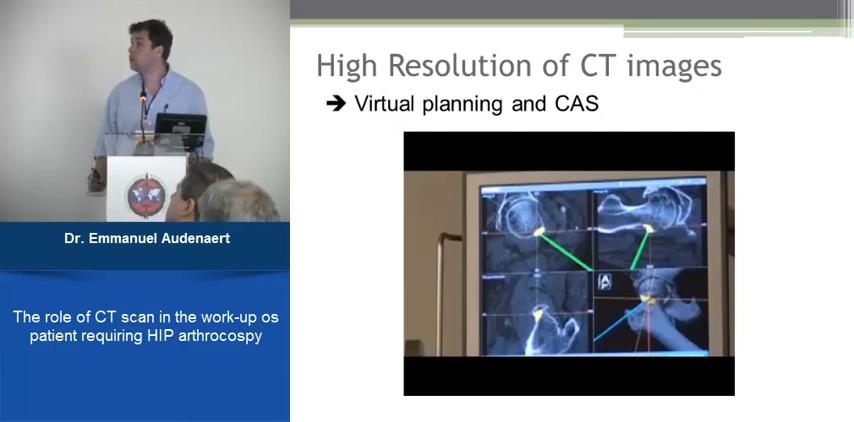 High Resolution of CT images
➔ Virtual planning and CAS
Dr. Emmanuel Audenaert
The role of CT scan in the work-up os
patient requiring HIP arthrocospy